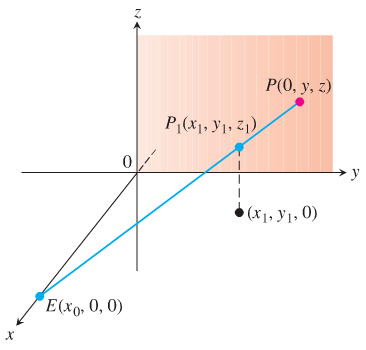 z
P(0, y, z)
P₁(x₁, y₁, z₁)
0
y
(x₁, y₁, 0)
E(x₀, 0, 0)
x